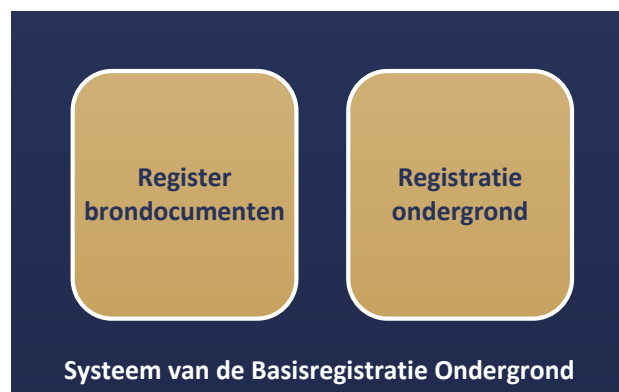 Register
brondocumenten
Registratie
ondergrond
Systeem van de Basisregistratie Ondergrond